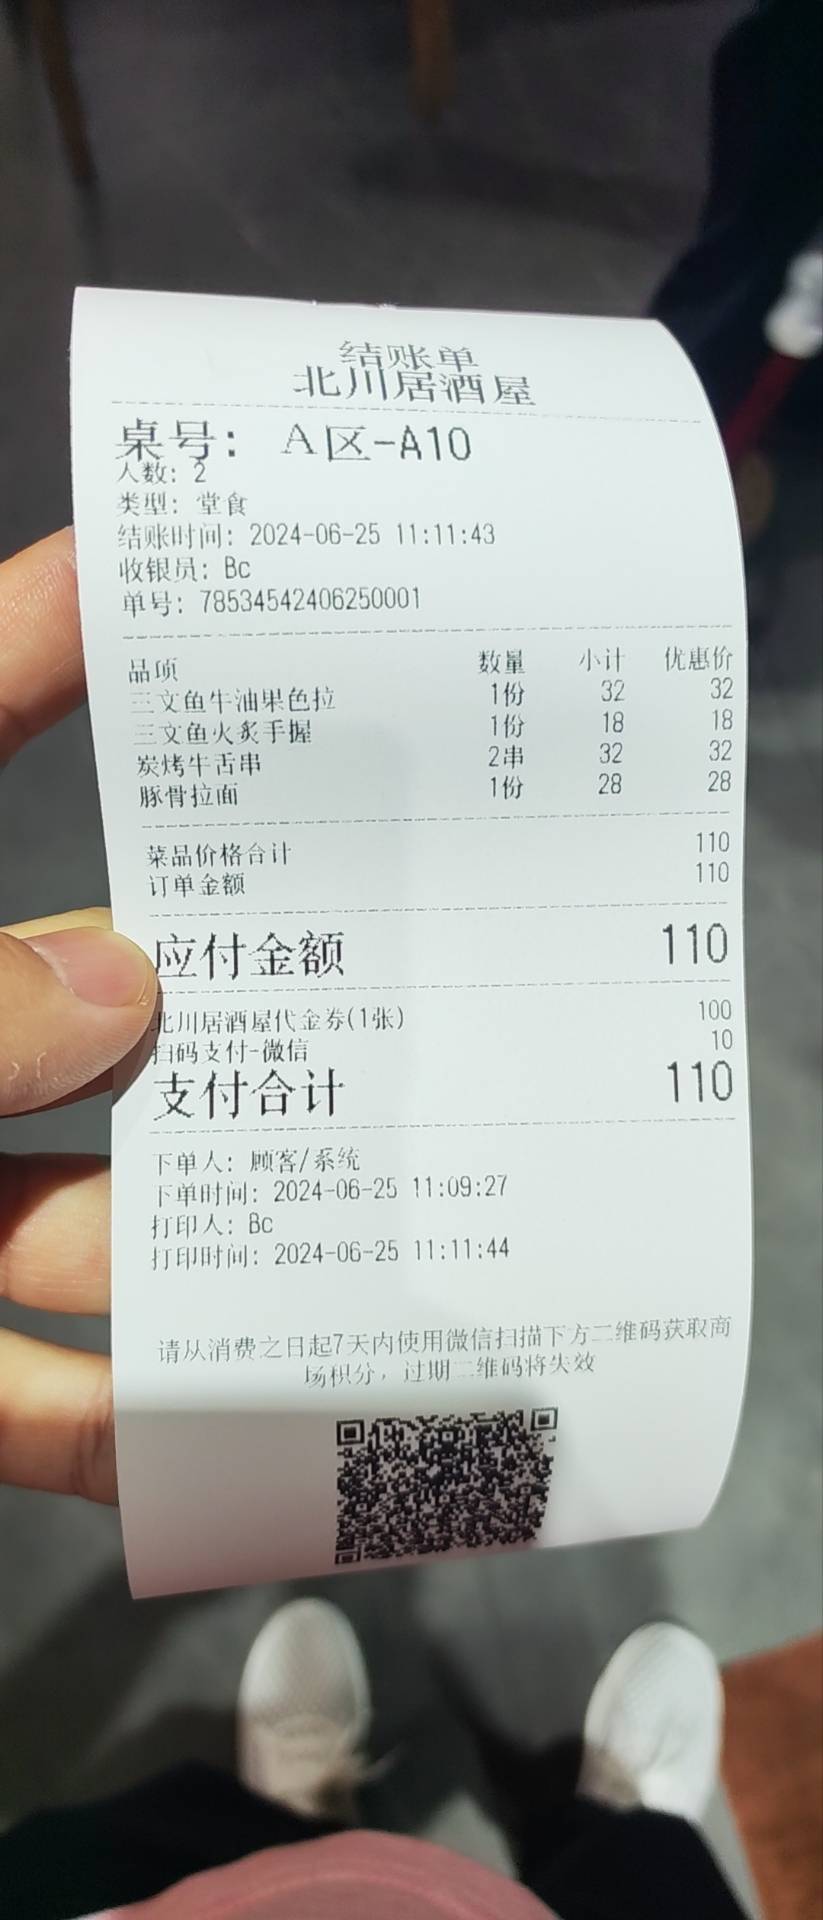 结账单
北川居酒屋
桌号: A区-A10
人数: 2
类型: 堂食
结账时间: 2024-06-25 11:11:43
收银员: Bc
单号: 78534542406250001
品项 数量 小计 优惠价
三文鱼牛油果色拉 1份 32 32
三文鱼火炙手握 1份 18 18
炭烤牛舌串 2串 32 32
豚骨拉面 1份 28 28
菜品价格合计 110
订单金额 110
应付金额 110
北川居酒屋代金券(1张) 100
扫码支付-微信 10
支付合计 110
下单人: 顾客/系统
下单时间: 2024-06-25 11:09:27
打印人: Bc
打印时间: 2024-06-25 11:11:44
请从消费之日起7天内使用微信扫描下方二维码获取商
场积分，过期二维码将失效